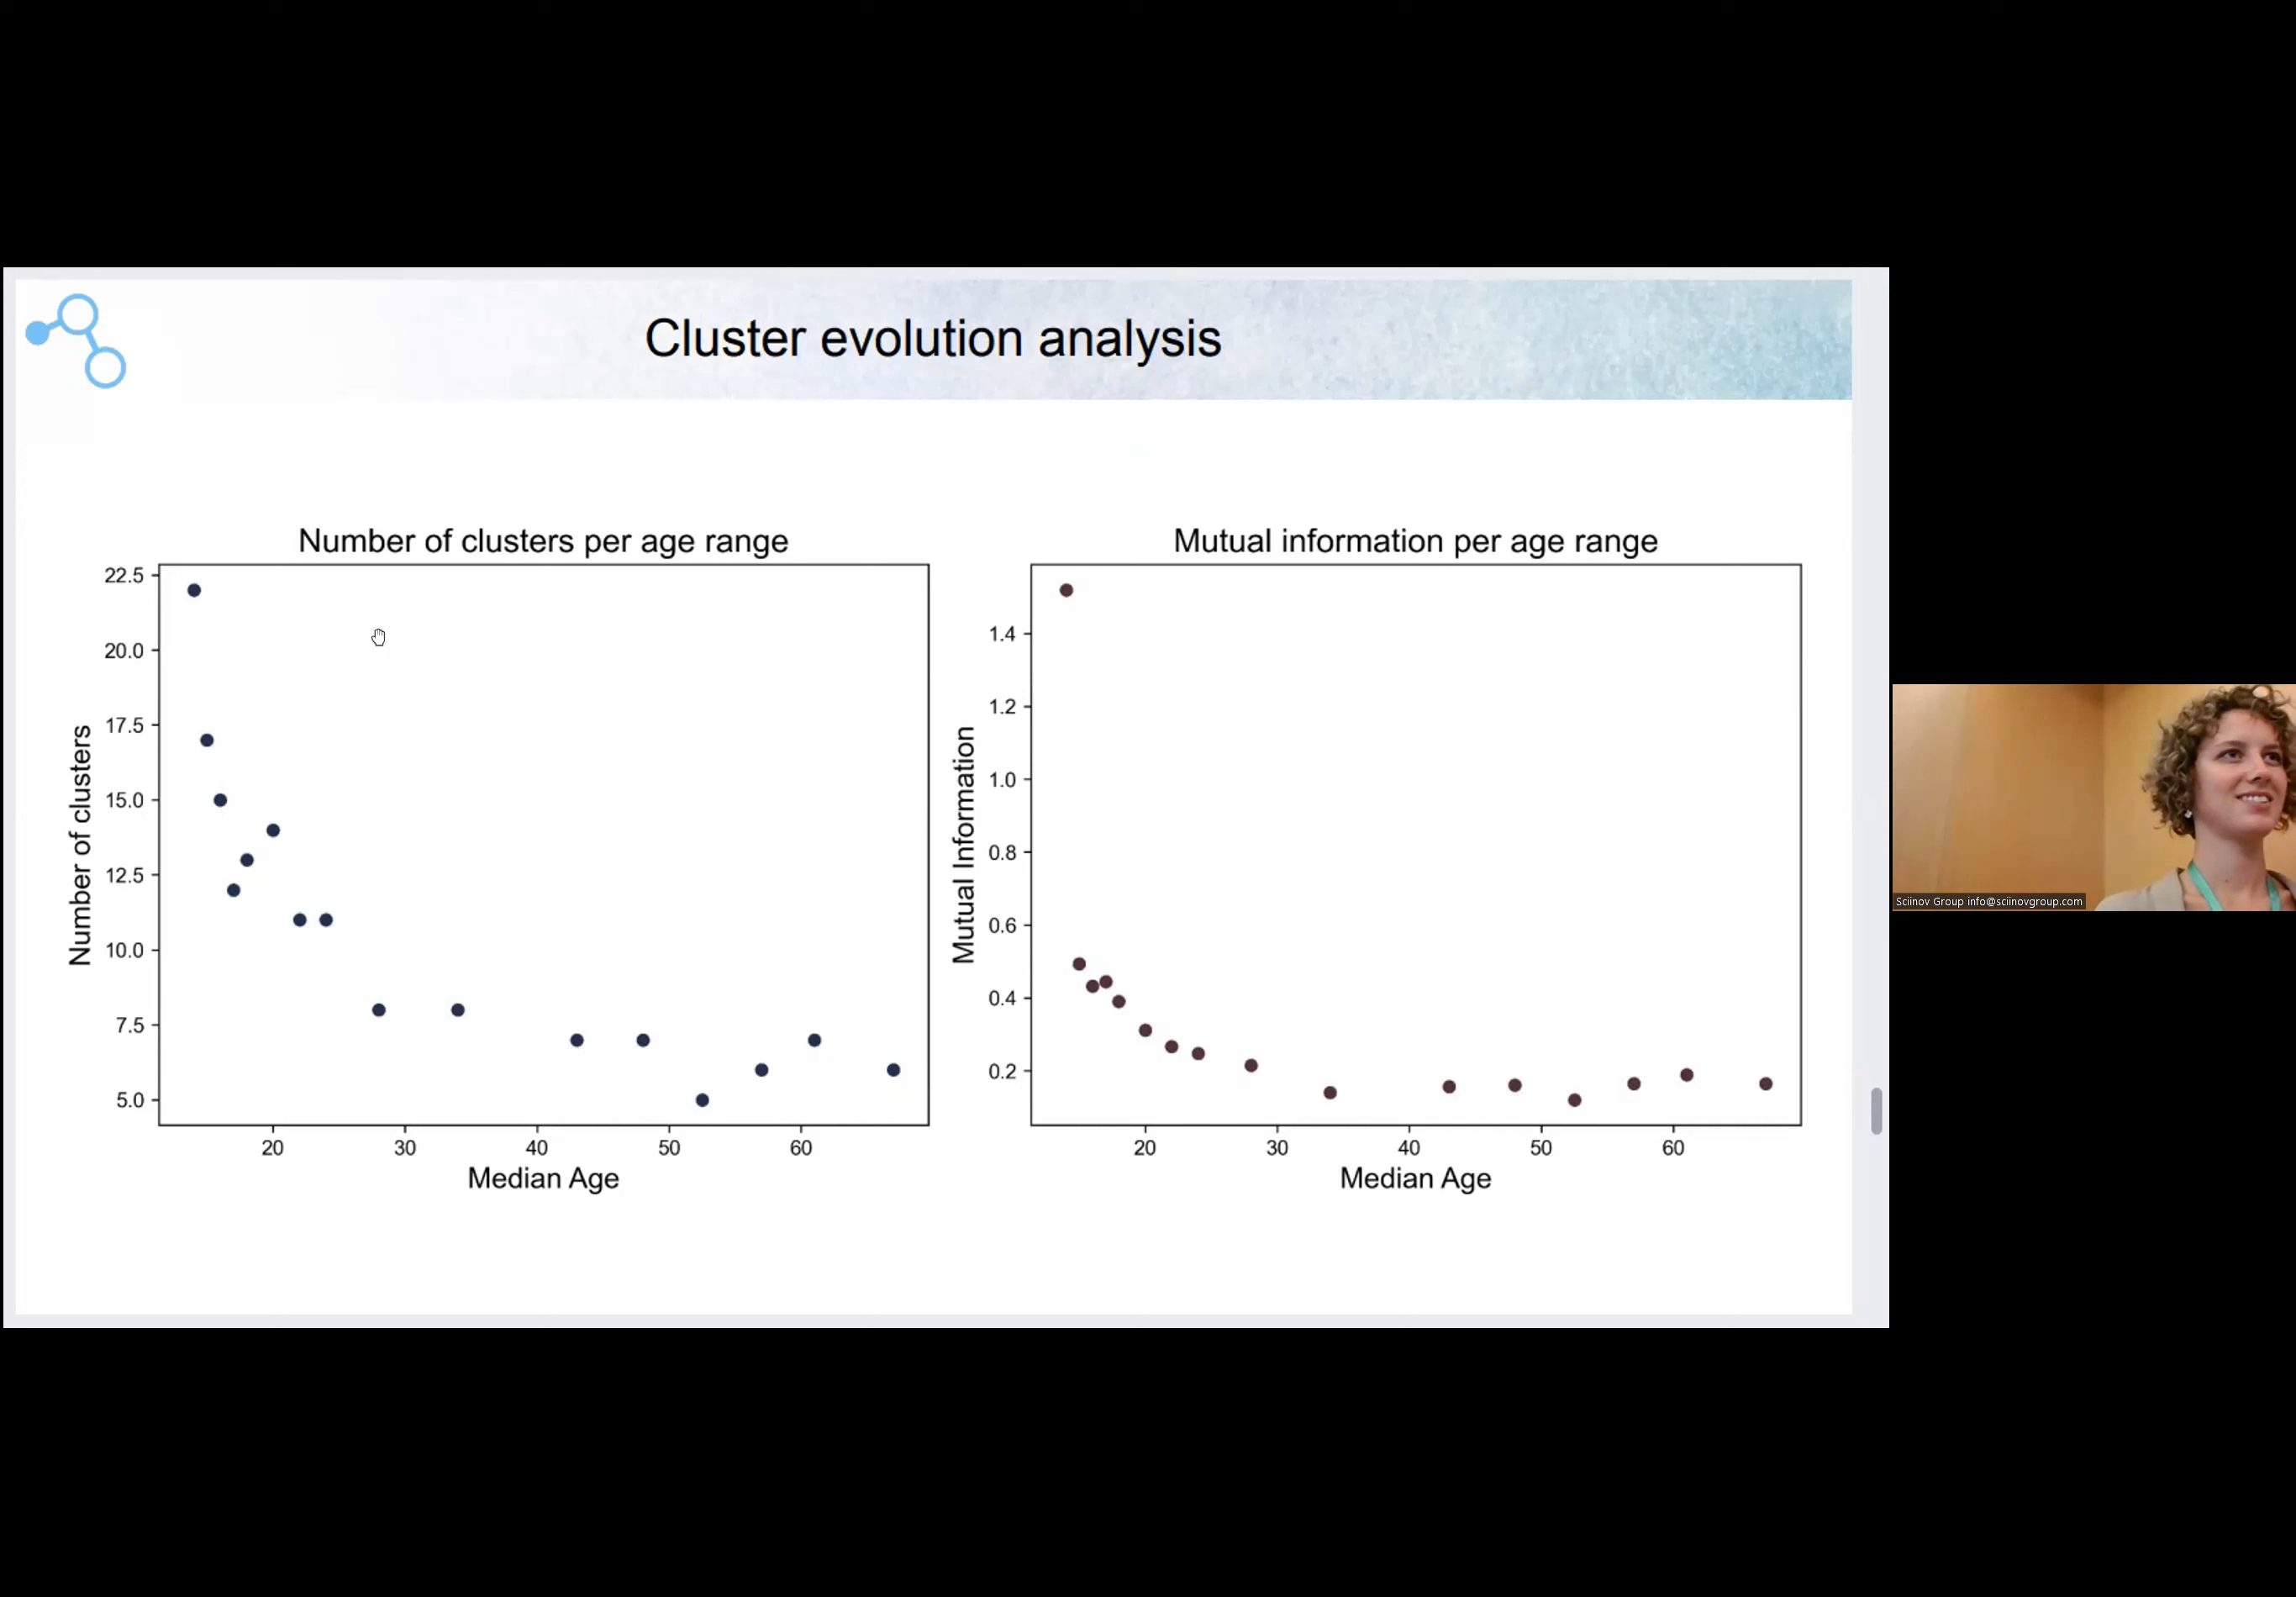 Cluster evolution analysis
Number of clusters per age range
22.5
20.0
17.5
15.0
12.5
10.0
7.5
5.0
Number of clusters
20 30 40 50 60
Median Age
Mutual information per age range
1.4
1.2
1.0
0.8
0.6
0.4
0.2
Mutual Information
20 30 40 50 60
Median Age
Sciinov Group info@sciinovgroup.com